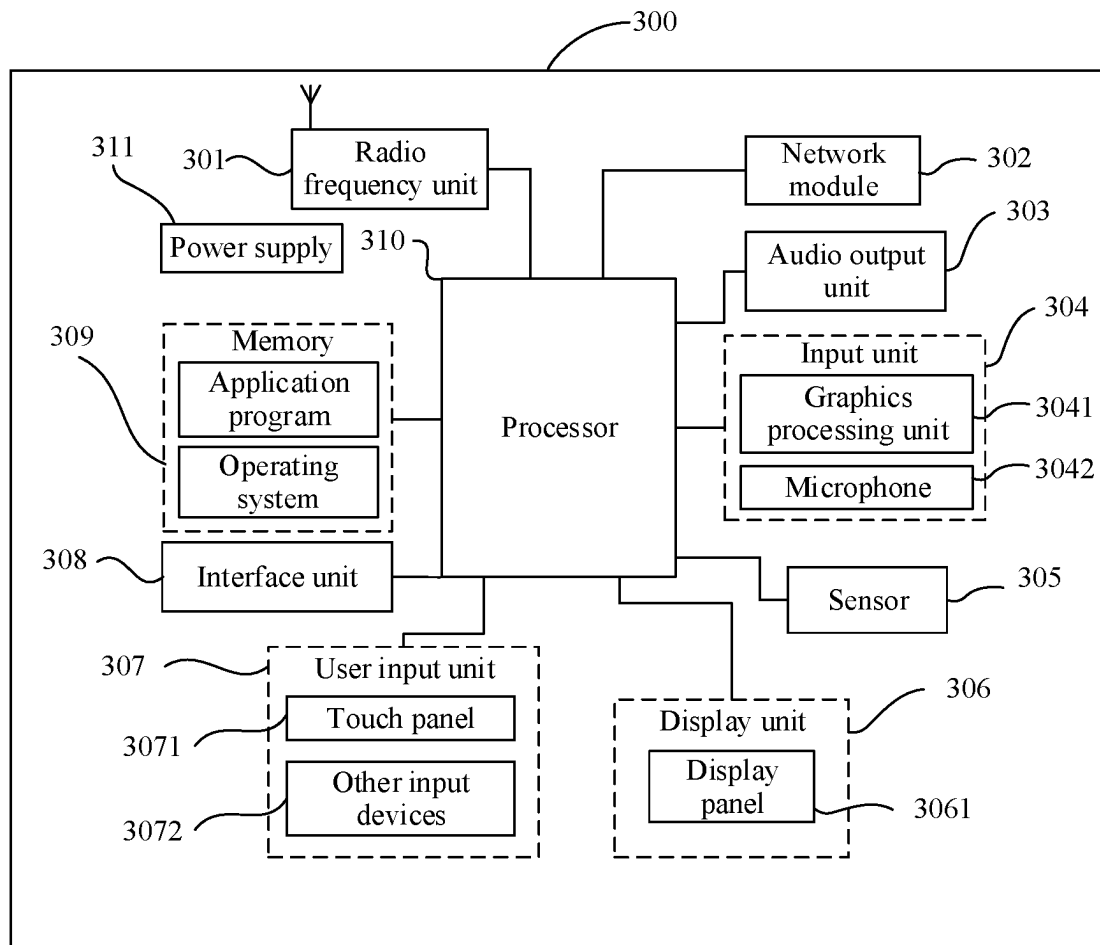 300
301
Radio
frequency unit
Network
module
302
311
Power supply
310
Audio output
unit
303
309
Memory
Application
program
Operating
system
Processor
Input unit
304
Graphics
processing unit
3041
Microphone
3042
308
Interface unit
Sensor
305
307
User input unit
Touch panel
3071
Other input
devices
3072
Display unit
306
Display
panel
3061